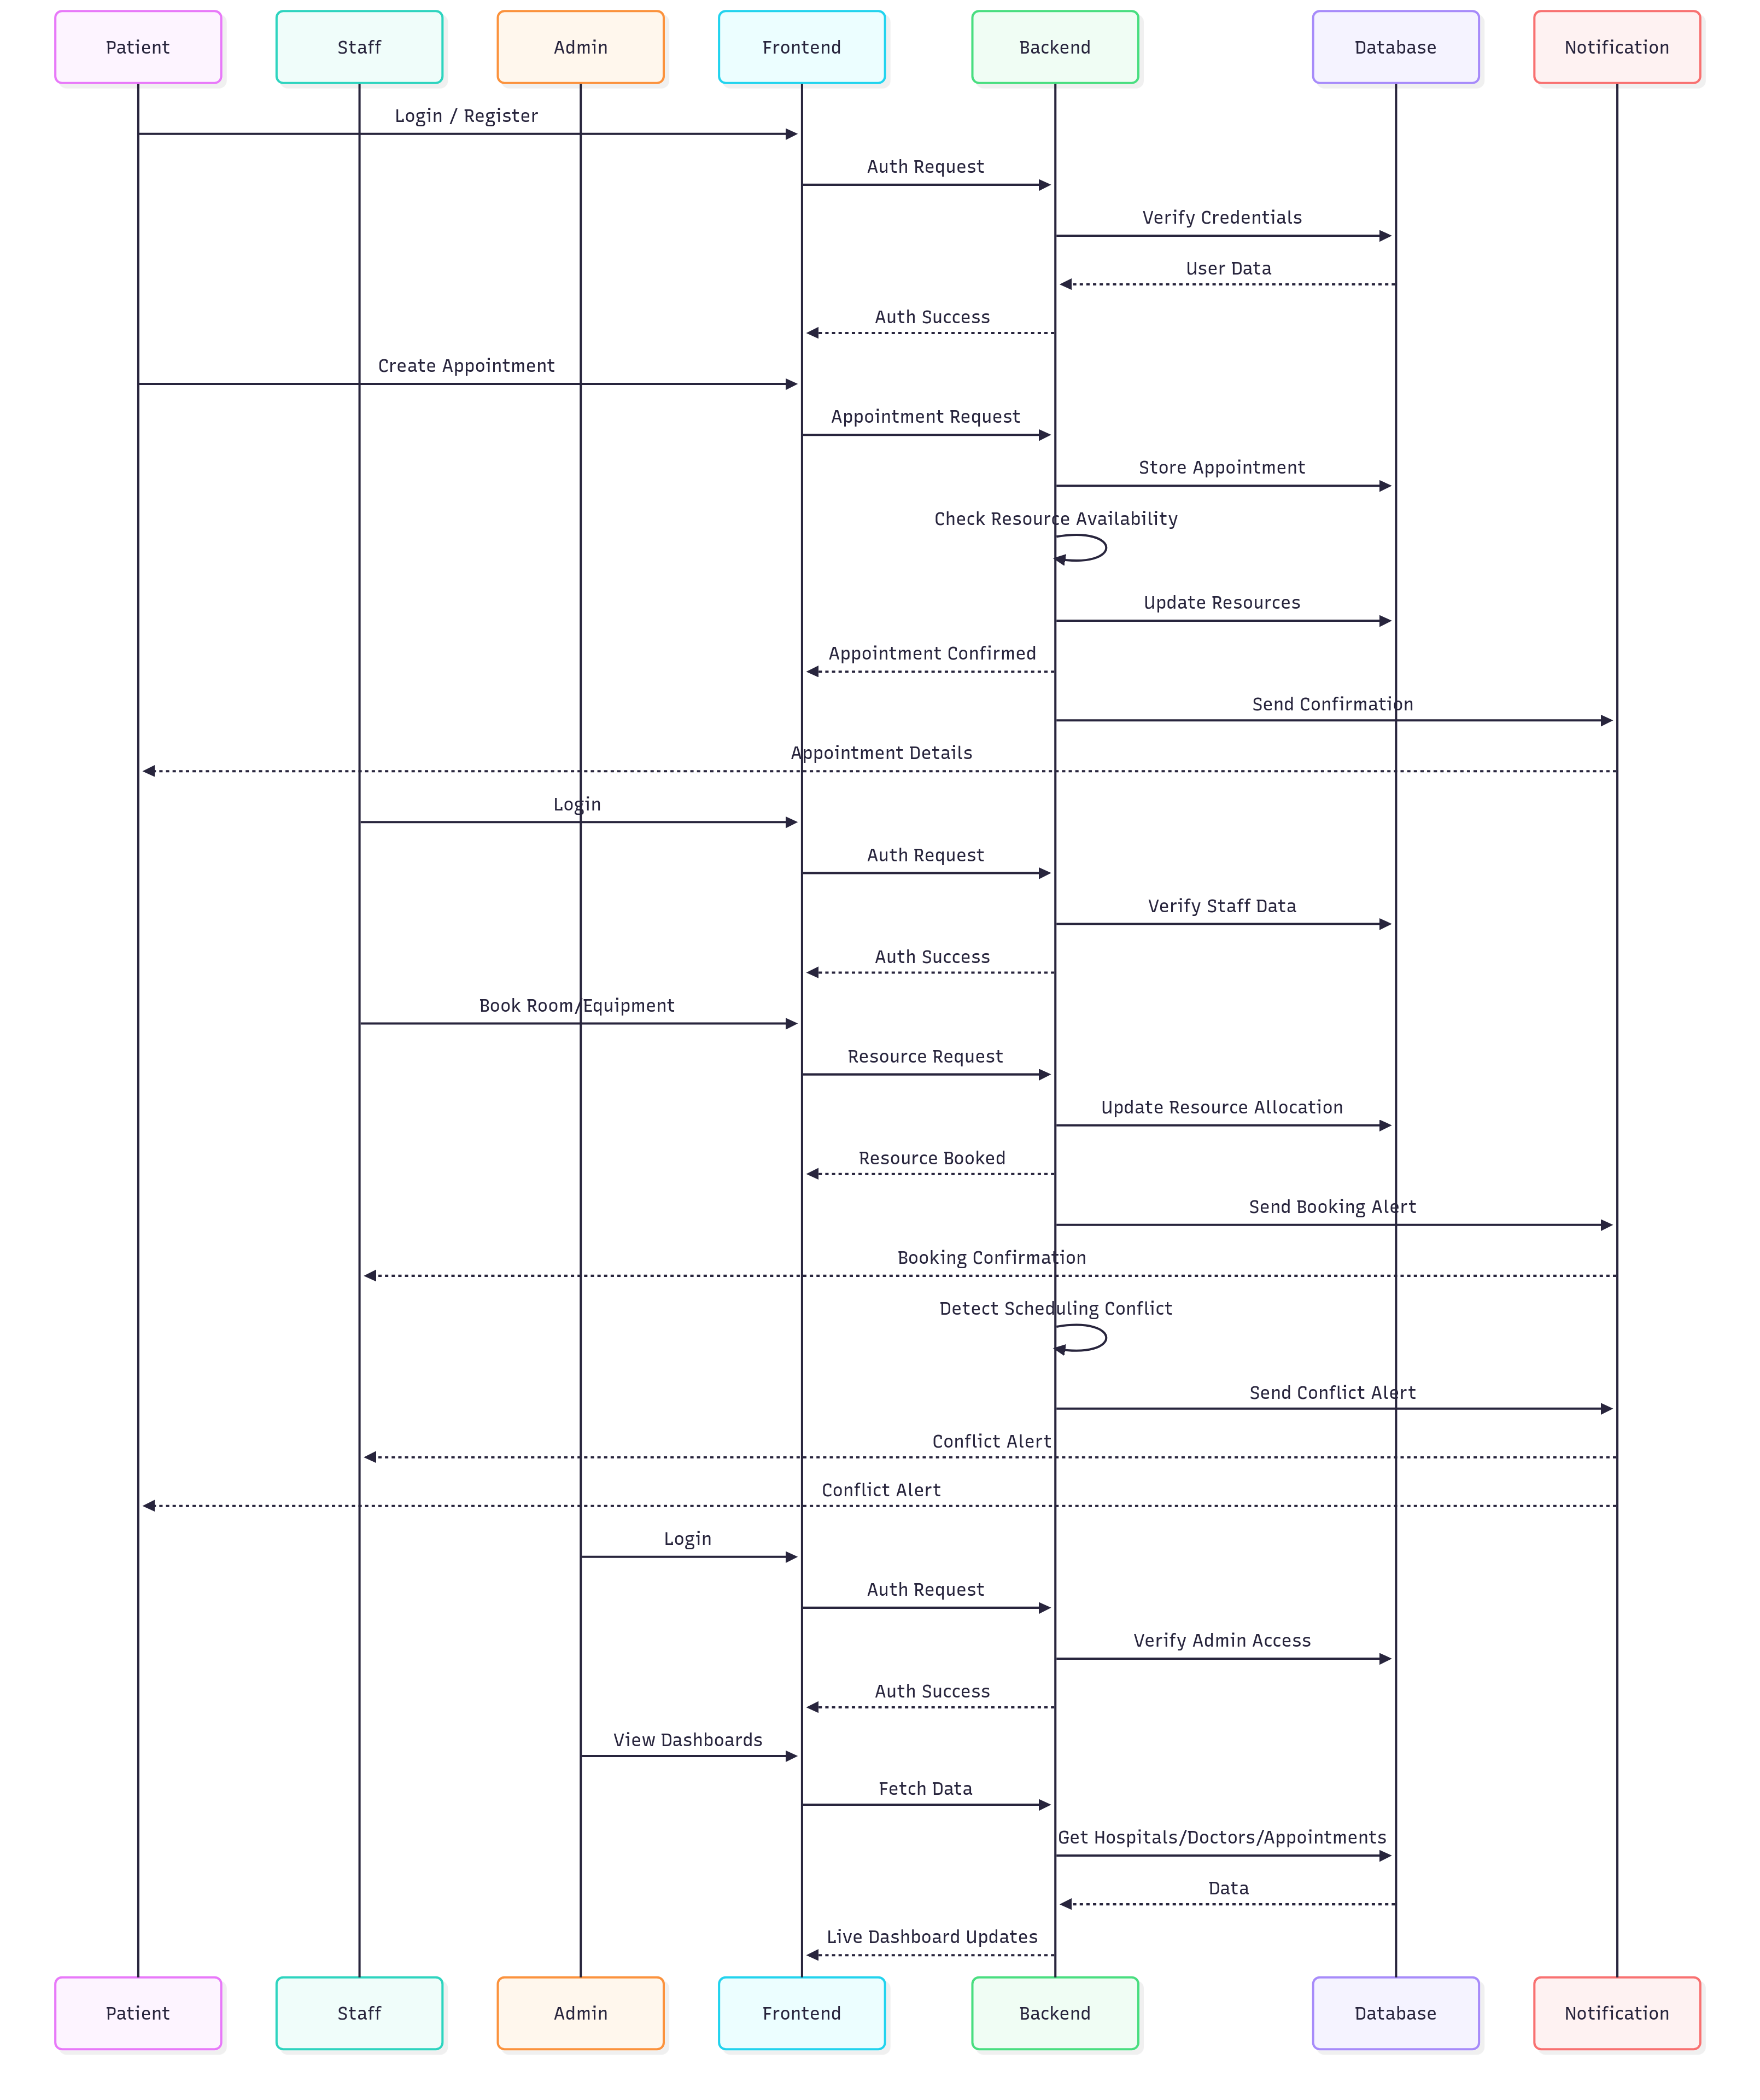 Patient
Staff
Admin
Frontend
Backend
Database
Notification
Login / Register
Auth Request
Verify Credentials
User Data
Auth Success
Create Appointment
Appointment Request
Store Appointment
Check Resource Availability
Update Resources
Appointment Confirmed
Send Confirmation
Appointment Details
Login
Auth Request
Verify Staff Data
Auth Success
Book Room/Equipment
Resource Request
Update Resource Allocation
Resource Booked
Send Booking Alert
Booking Confirmation
Detect Scheduling Conflict
Send Conflict Alert
Conflict Alert
Conflict Alert
Login
Auth Request
Verify Admin Access
Auth Success
View Dashboards
Fetch Data
Get Hospitals/Doctors/Appointments
Data
Live Dashboard Updates
Patient
Staff
Admin
Frontend
Backend
Database
Notification